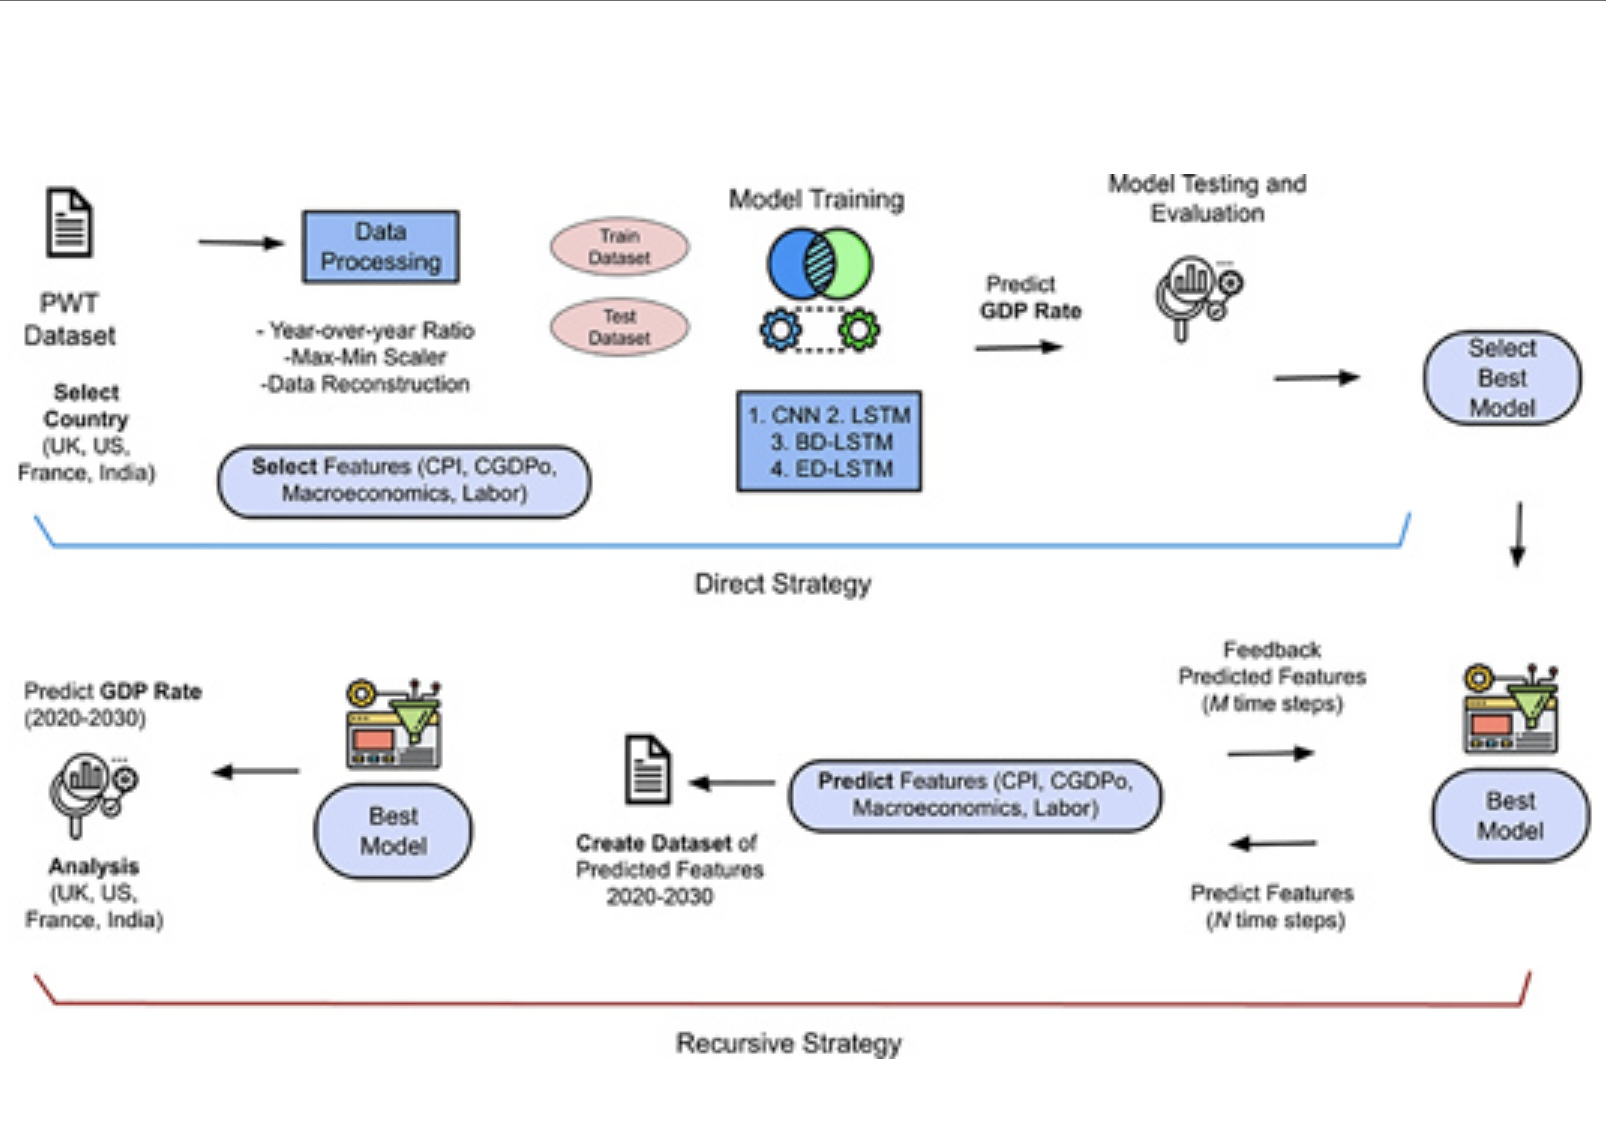 PWT
Dataset
Select
Country
(UK, US,
France, India)
Data
Processing
- Year-over-year Ratio
-Max-Min Scaler
-Data Reconstruction
Select Features (CPI, CGDPo,
Macroeconomics, Labor)
Train
Dataset
Test
Dataset
Model Training
1. CNN 2. LSTM
3. BD-LSTM
4. ED-LSTM
Predict
GDP Rate
Model Testing and
Evaluation
Select
Best
Model
Direct Strategy
Best
Model
Feedback
Predicted Features
(M time steps)
Predict Features
(N time steps)
Predict Features (CPI, CGDPo,
Macroeconomics, Labor)
Create Dataset of
Predicted Features
2020-2030
Best
Model
Predict GDP Rate
(2020-2030)
Analysis
(UK, US,
France, India)
Recursive Strategy